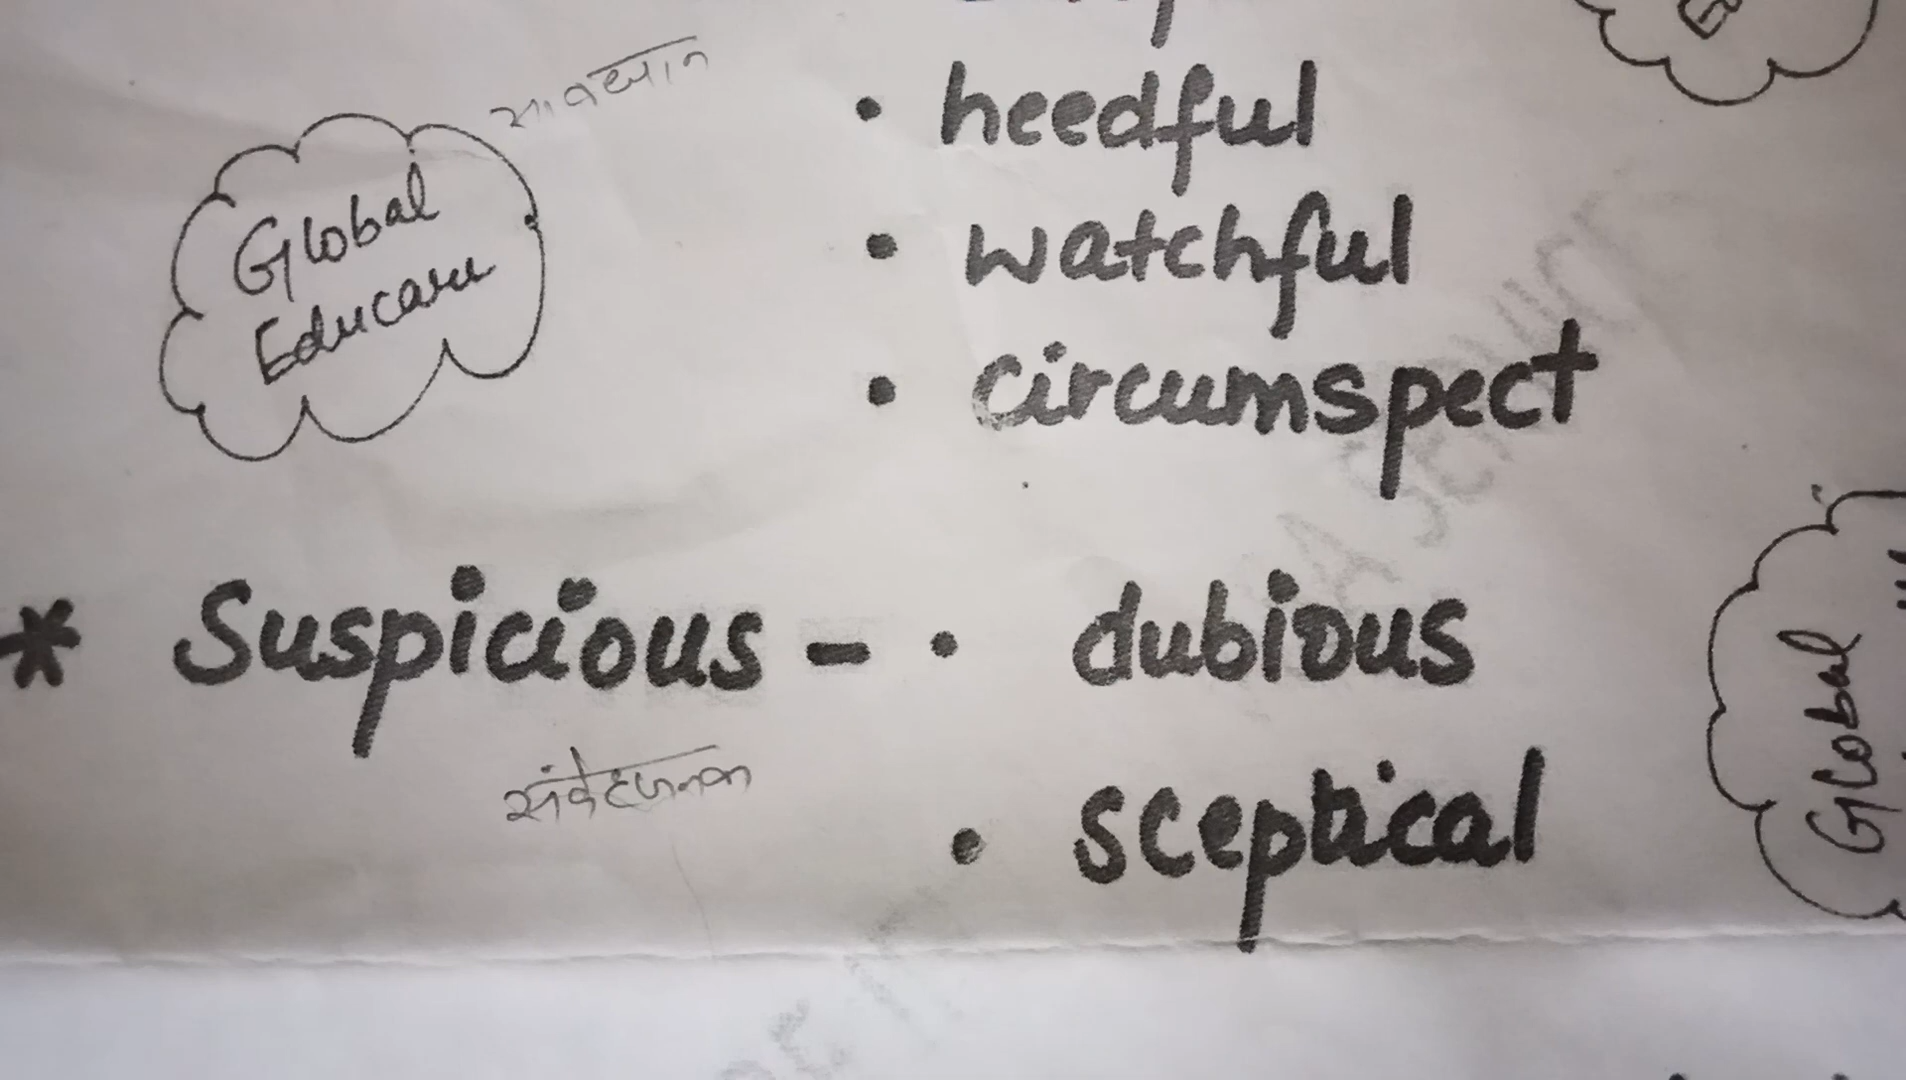 सावधान
• heedful
Global
Educare
• watchful
• circumspect
* Suspicious - • dubious
संदेहजनक
• sceptical
Global